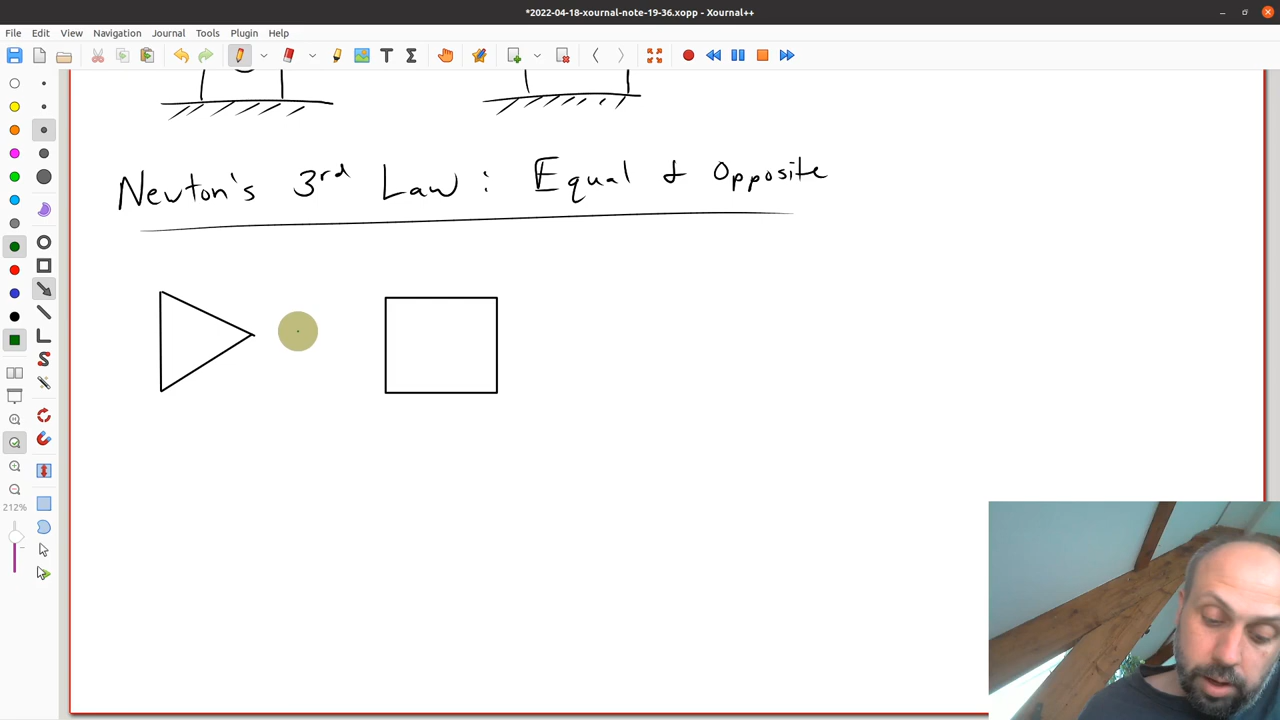 *2022-04-18-xournal-note-19-36.xopp - Xournal++
File Edit View Navigation Journal Tools Plugin Help
Newton's 3rd Law : Equal & Opposite
212%